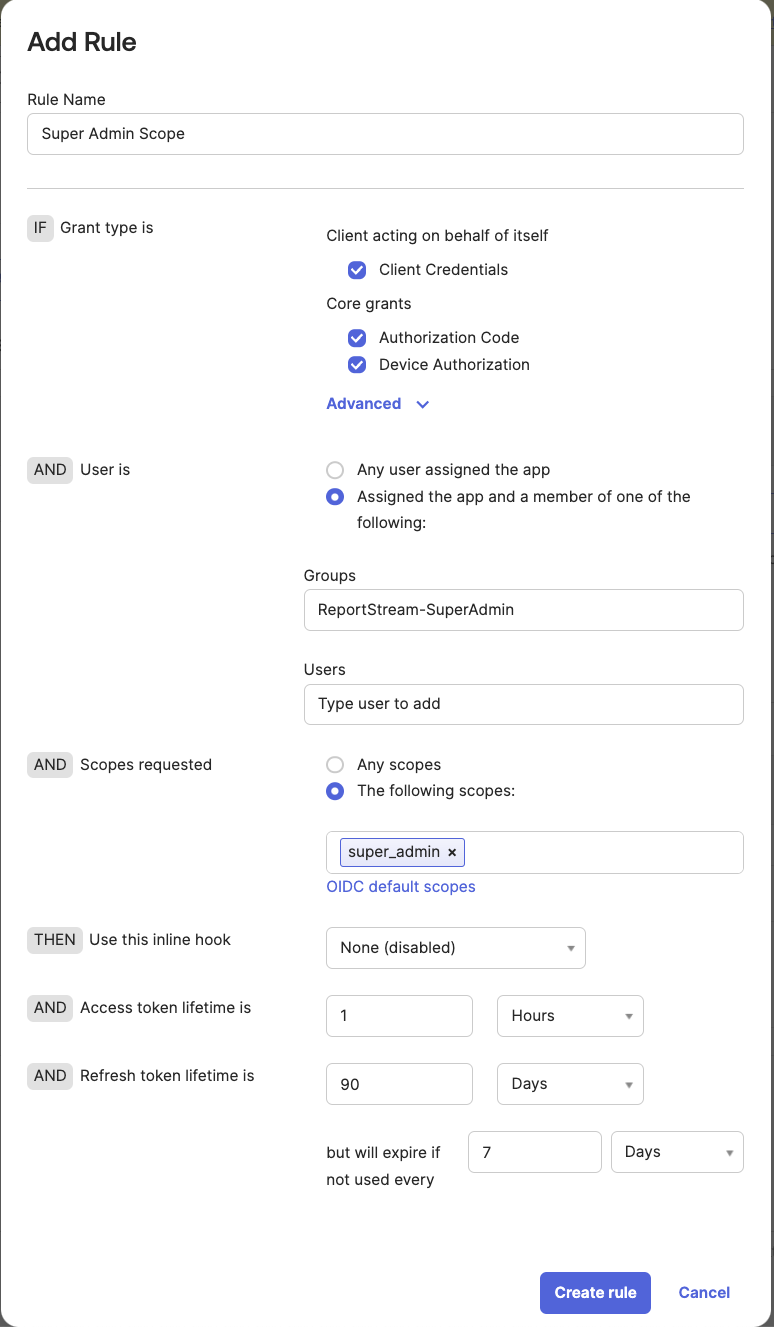 Add Rule
Rule Name
Super Admin Scope
IF Grant type is
Client acting on behalf of itself
Client Credentials
Core grants
Authorization Code
Device Authorization
Advanced
AND User is
Any user assigned the app
Assigned the app and a member of one of the
following:
Groups
ReportStream-SuperAdmin
Users
Type user to add
AND Scopes requested
Any scopes
The following scopes:
super_admin ×
OIDC default scopes
THEN Use this inline hook
None (disabled)
AND Access token lifetime is
1
Hours
AND Refresh token lifetime is
90
Days
but will expire if
not used every
7
Days
Create rule
Cancel